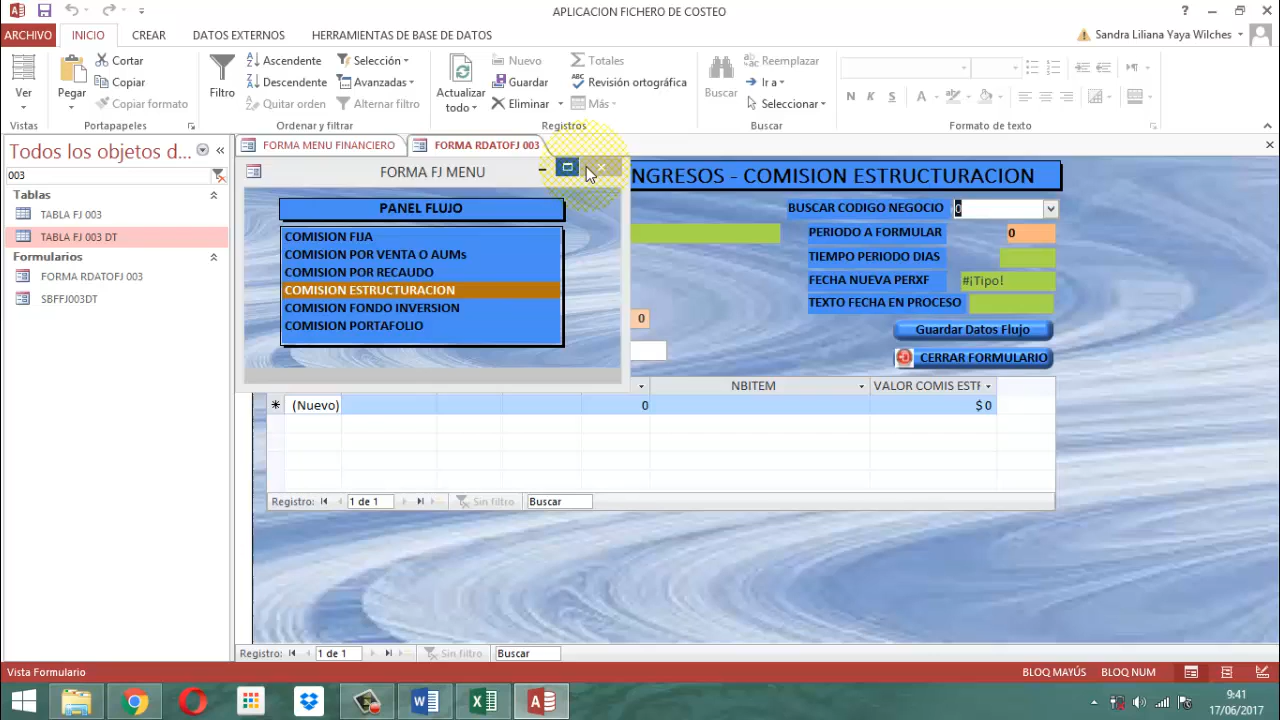 APLICACION FICHERO DE COSTEO
ARCHIVO INICIO CREAR DATOS EXTERNOS HERRAMIENTAS DE BASE DE DATOS Sandra Liliana Yaya Wilches
Ver
Vistas
Pegar
Cortar
Copiar
Copiar formato
Portapapeles
Filtro
Ascendente
Descendente
Quitar orden
Selección
Avanzadas
Alternar filtro
Ordenar y filtrar
Actualizar
todo
Nuevo
Guardar
Eliminar
Totales
Revisión ortográfica
Más
Registros
Buscar
Reemplazar
Ir a
Seleccionar
Buscar
N K S
A
Formato de texto
Todos los objetos d...
003
Tablas
TABLA FJ 003
TABLA FJ 003 DT
Formularios
FORMA RDATOFJ 003
SBFFJ003DT
FORMA MENU FINANCIERO
FORMA RDATOFJ 003
FORMA FJ MENU
PANEL FLUJO
COMISION FIJA
COMISION POR VENTA O AUMs
COMISION POR RECAUDO
COMISION ESTRUCTURACION
COMISION FONDO INVERSION
COMISION PORTAFOLIO
NGRESOS - COMISION ESTRUCTURACION
BUSCAR CODIGO NEGOCIO 0
PERIODO A FORMULAR 0
TIEMPO PERIODO DIAS
FECHA NUEVA PERXF #¡Tipo!
TEXTO FECHA EN PROCESO
0
Guardar Datos Flujo
CERRAR FORMULARIO
NBITEM VALOR COMIS ESTR
(Nuevo) 0 $ 0
Registro: 1 de 1 Sin filtro Buscar
Registro: 1 de 1 Sin filtro Buscar
Vista Formulario BLOQ MAYÚS BLOQ NUM
9:41
17/06/2017